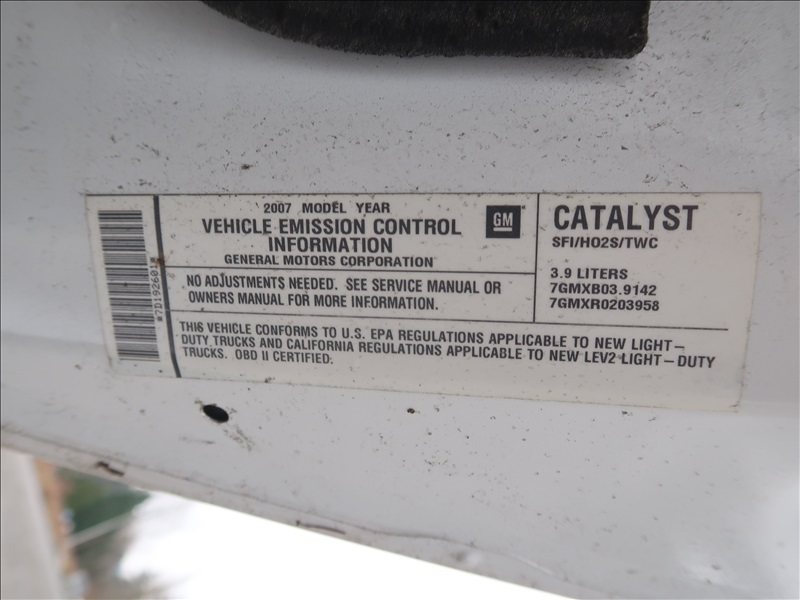 2007 MODEL YEAR
VEHICLE EMISSION CONTROL
INFORMATION
GENERAL MOTORS CORPORATION
GM
NO ADJUSTMENTS NEEDED. SEE SERVICE MANUAL OR
OWNERS MANUAL FOR MORE INFORMATION.
CATALYST
SFI/HO2S/TWC
3.9 LITERS
7GMXB03.9142
7GMXR0203958
THIS VEHICLE CONFORMS TO U.S. EPA REGULATIONS APPLICABLE TO NEW LIGHT-
DUTY TRUCKS AND CALIFORNIA REGULATIONS APPLICABLE TO NEW LEV2 LIGHT-DUTY
TRUCKS. OBD II CERTIFIED.
*7D192601*